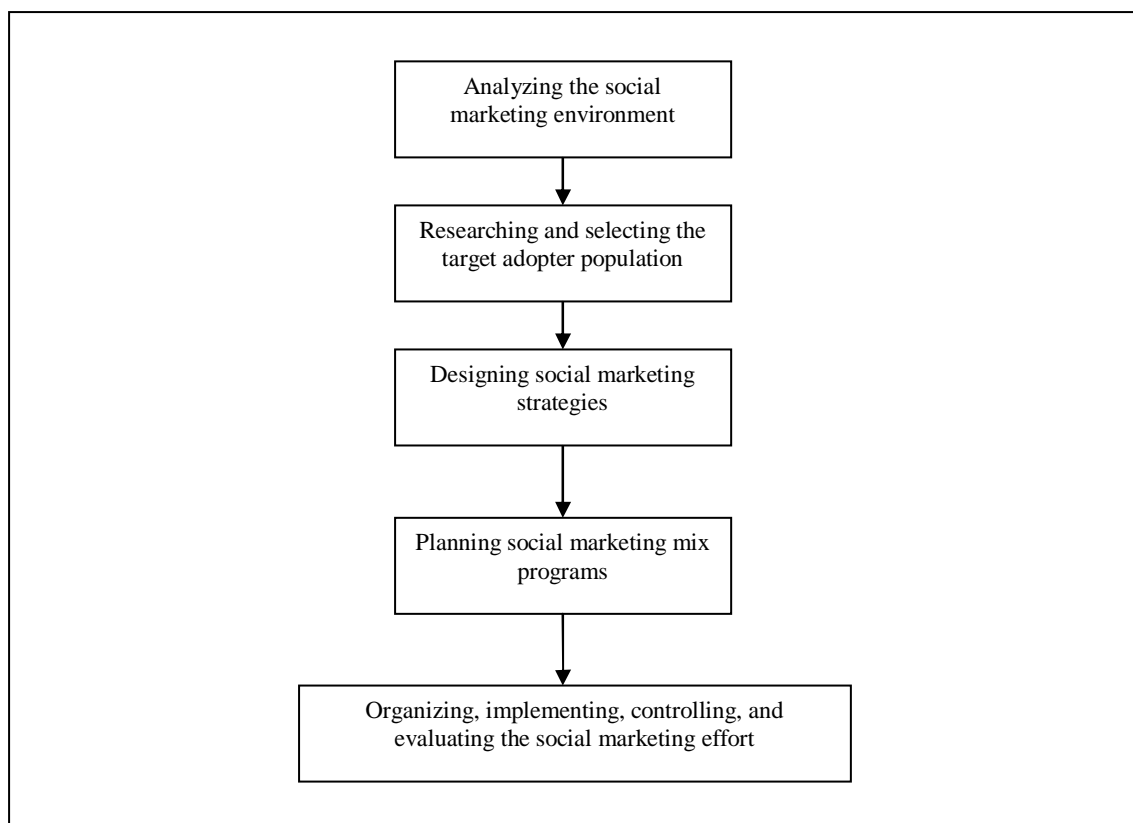 Analyzing the social
marketing environment
Researching and selecting the
target adopter population
Designing social marketing
strategies
Planning social marketing mix
programs
Organizing, implementing, controlling, and
evaluating the social marketing effort